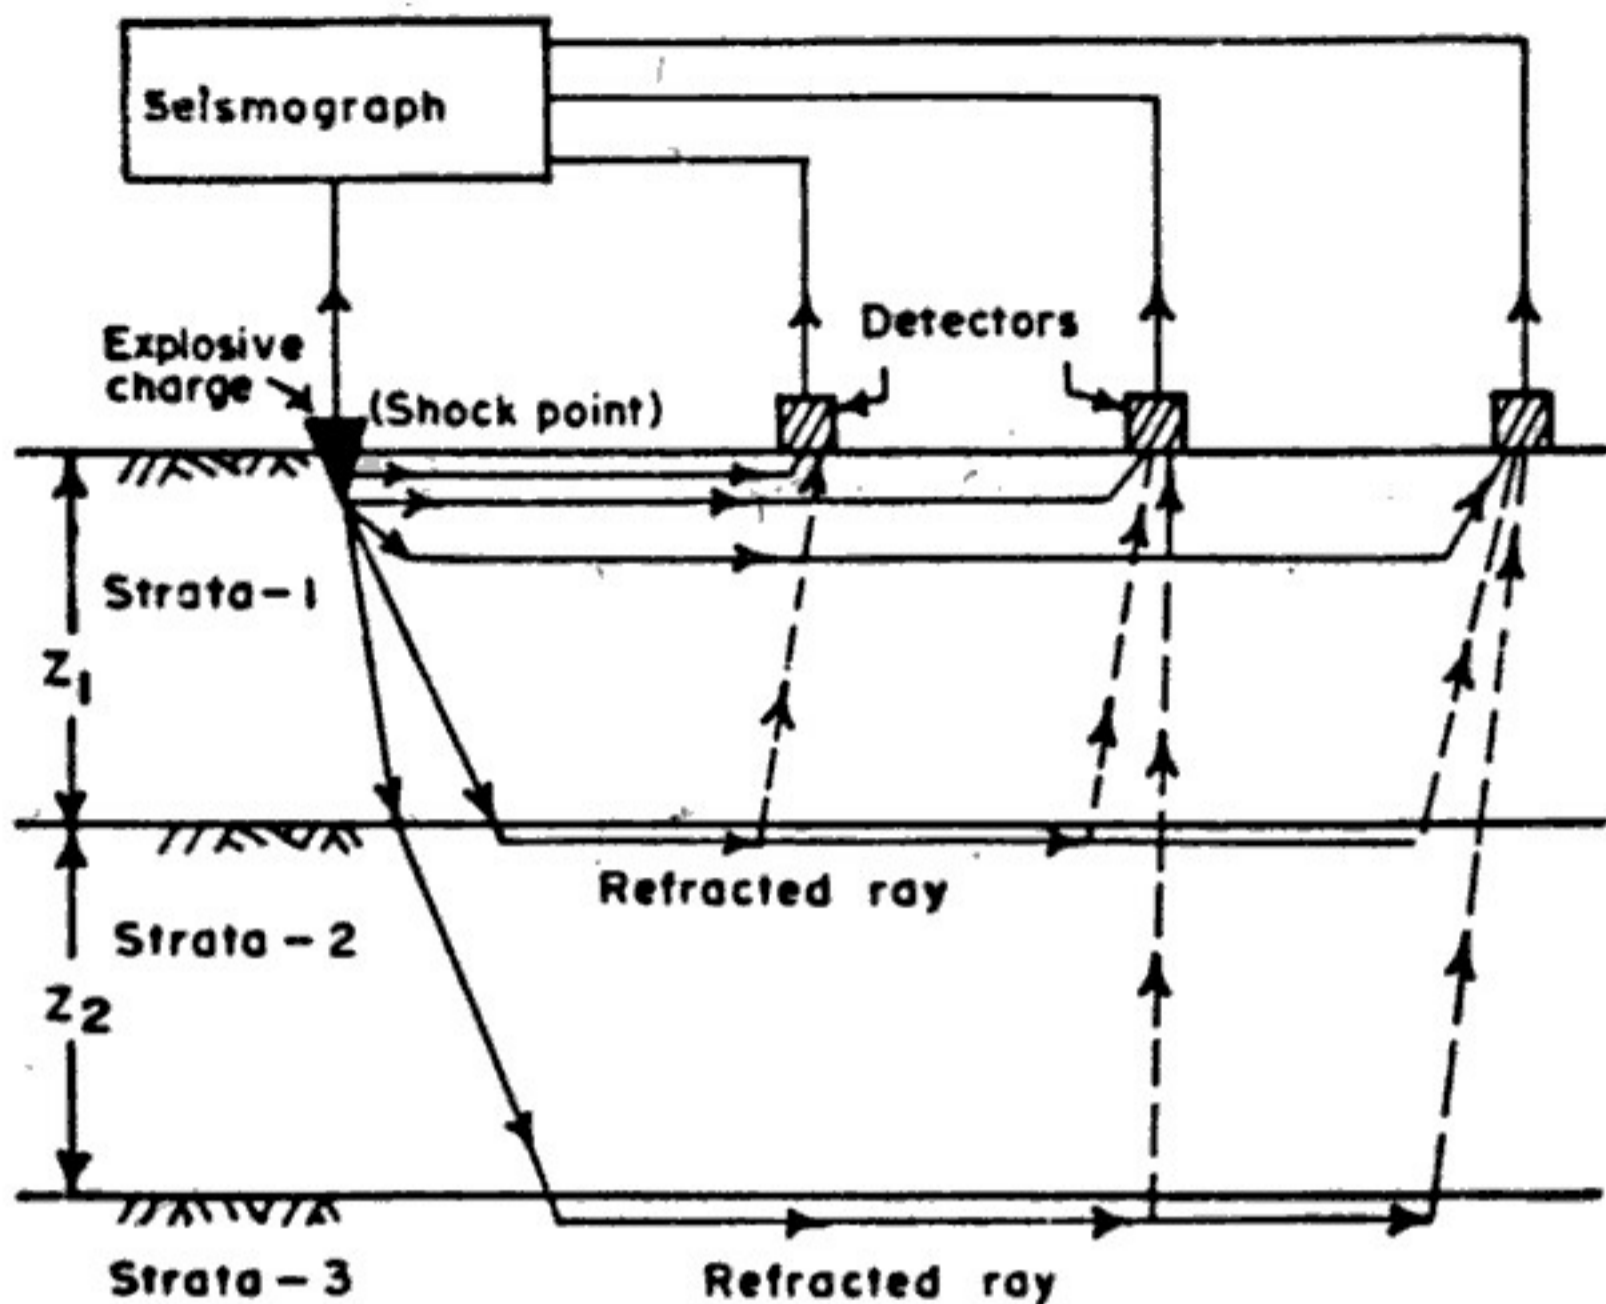 Seismograph
Explosive
charge
(Shock point)
Detectors
Strata-1
Z1
Refracted ray
Strata-2
Z2
Strata-3
Refracted ray